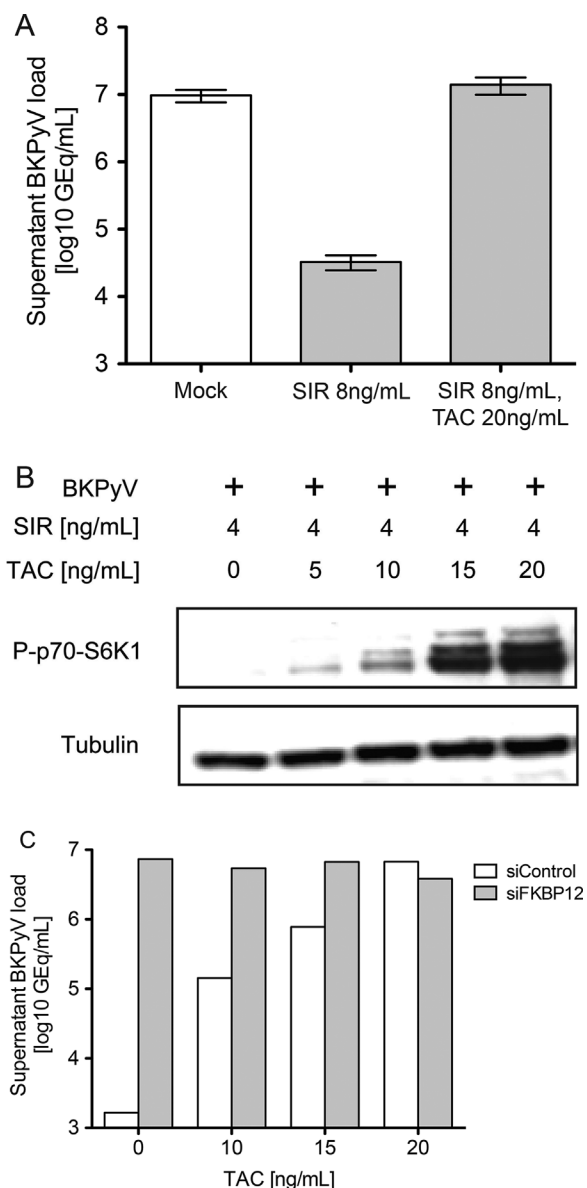 A
Supernatant BKPyV load
[log10 GEq/mL]
8
7
6
5
4
3
Mock
SIR 8ng/mL
SIR 8ng/mL,
TAC 20ng/mL
B
BKPyV + + + + +
SIR [ng/mL] 4 4 4 4 4
TAC [ng/mL] 0 5 10 15 20
P-p70-S6K1
Tubulin
C
Supernatant BKPyV load
[log10 GEq/mL]
7
6
5
4
3
siControl
siFKBP12
0 10 15 20
TAC [ng/mL]